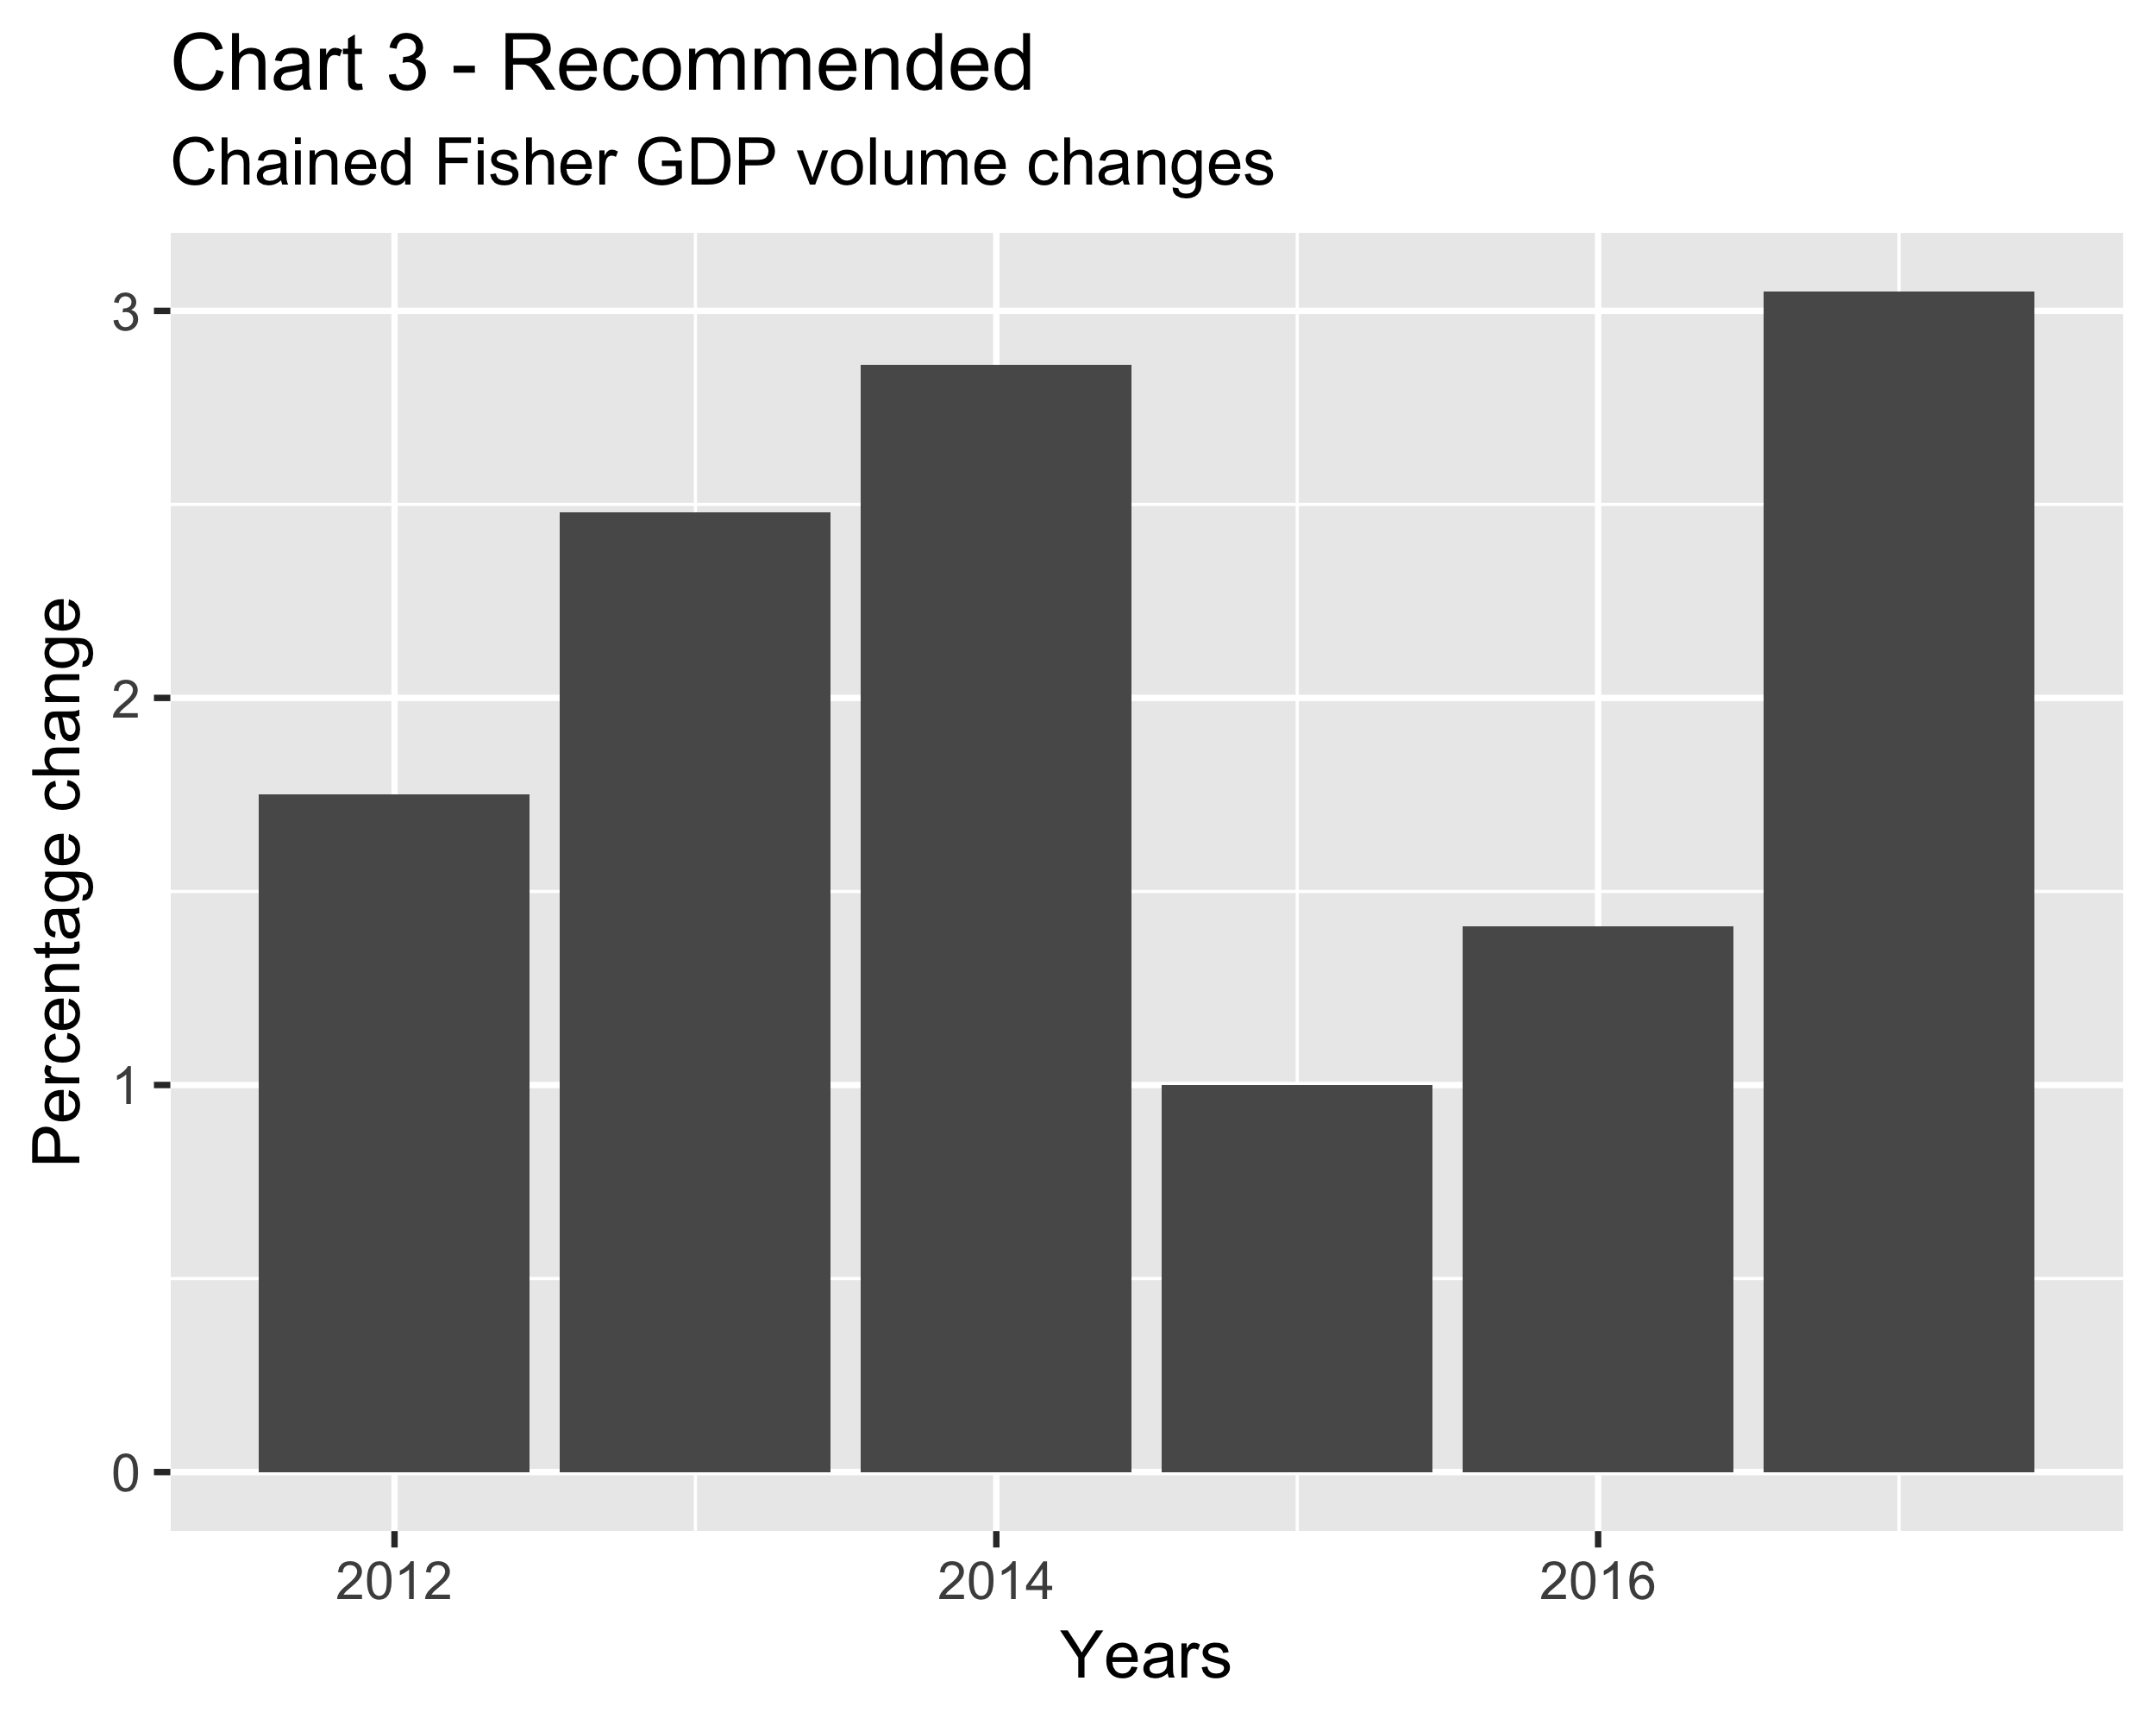 Chart 3 - Recommended
Chained Fisher GDP volume changes
Percentage change
3
2
1
0
2012
2014
2016
Years